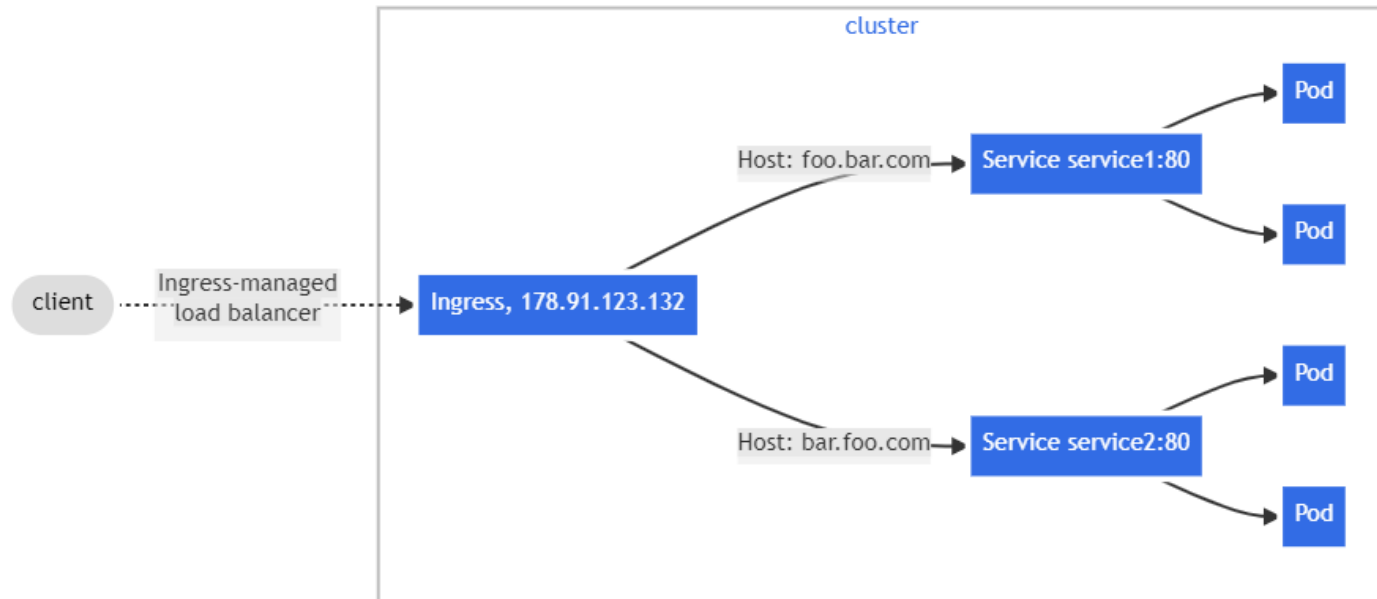 cluster
client
Ingress-managed
load balancer
Ingress, 178.91.123.132
Host: foo.bar.com
Service service1:80
Pod
Pod
Host: bar.foo.com
Service service2:80
Pod
Pod